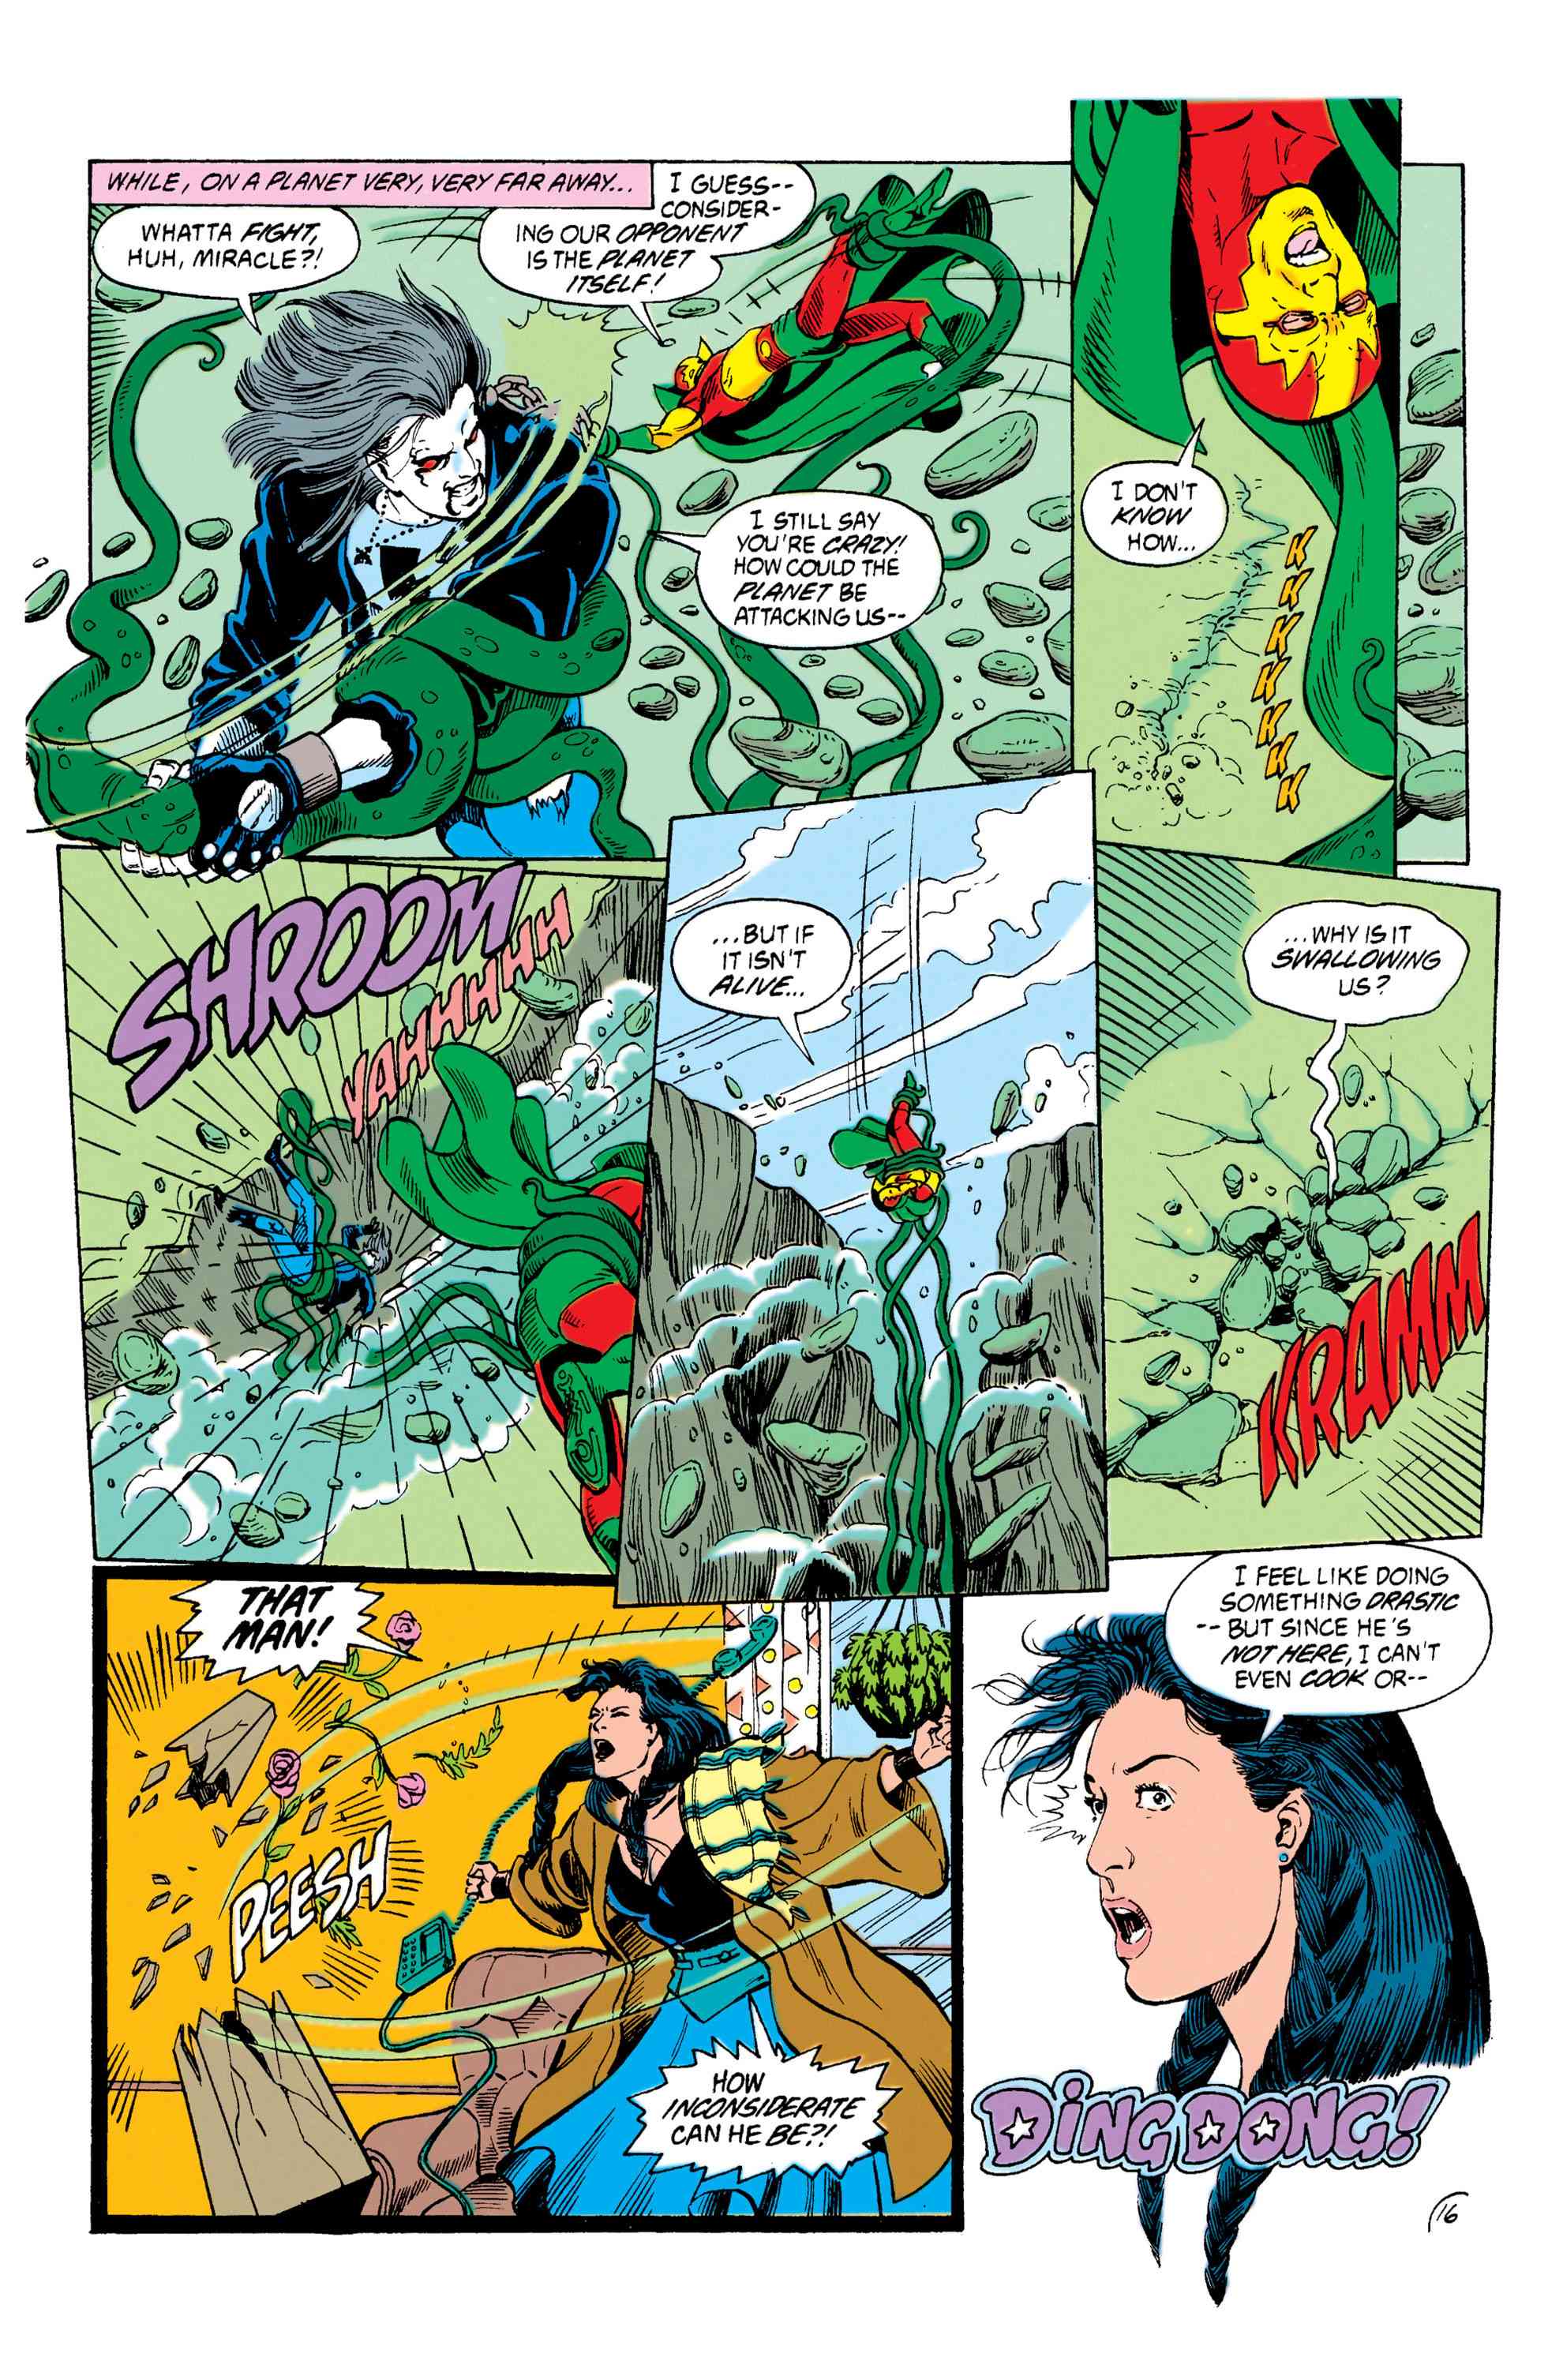 WHILE, ON A PLANET VERY, VERY FAR AWAY...
WHATTA FIGHT,
HUH, MIRACLE?!
I GUESS--
CONSIDER-
ING OUR OPPONENT
IS THE PLANET
ITSELF!
I STILL SAY
YOU'RE CRAZY!
HOW COULD THE
PLANET BE
ATTACKING US--
I DON'T
KNOW
HOW...
KKKKKKKK
SHROOM
YAHHHHHH
...BUT IF
IT ISN'T
ALIVE...
...WHY IS IT
SWALLOWING
US?
KRAMM
THAT
MAN!
PEESH
HOW
INCONSIDERATE
CAN HE BE?!
I FEEL LIKE DOING
SOMETHING DRASTIC
--BUT SINCE HE'S
NOT HERE, I CAN'T
EVEN COOK OR--
DING DONG!
16